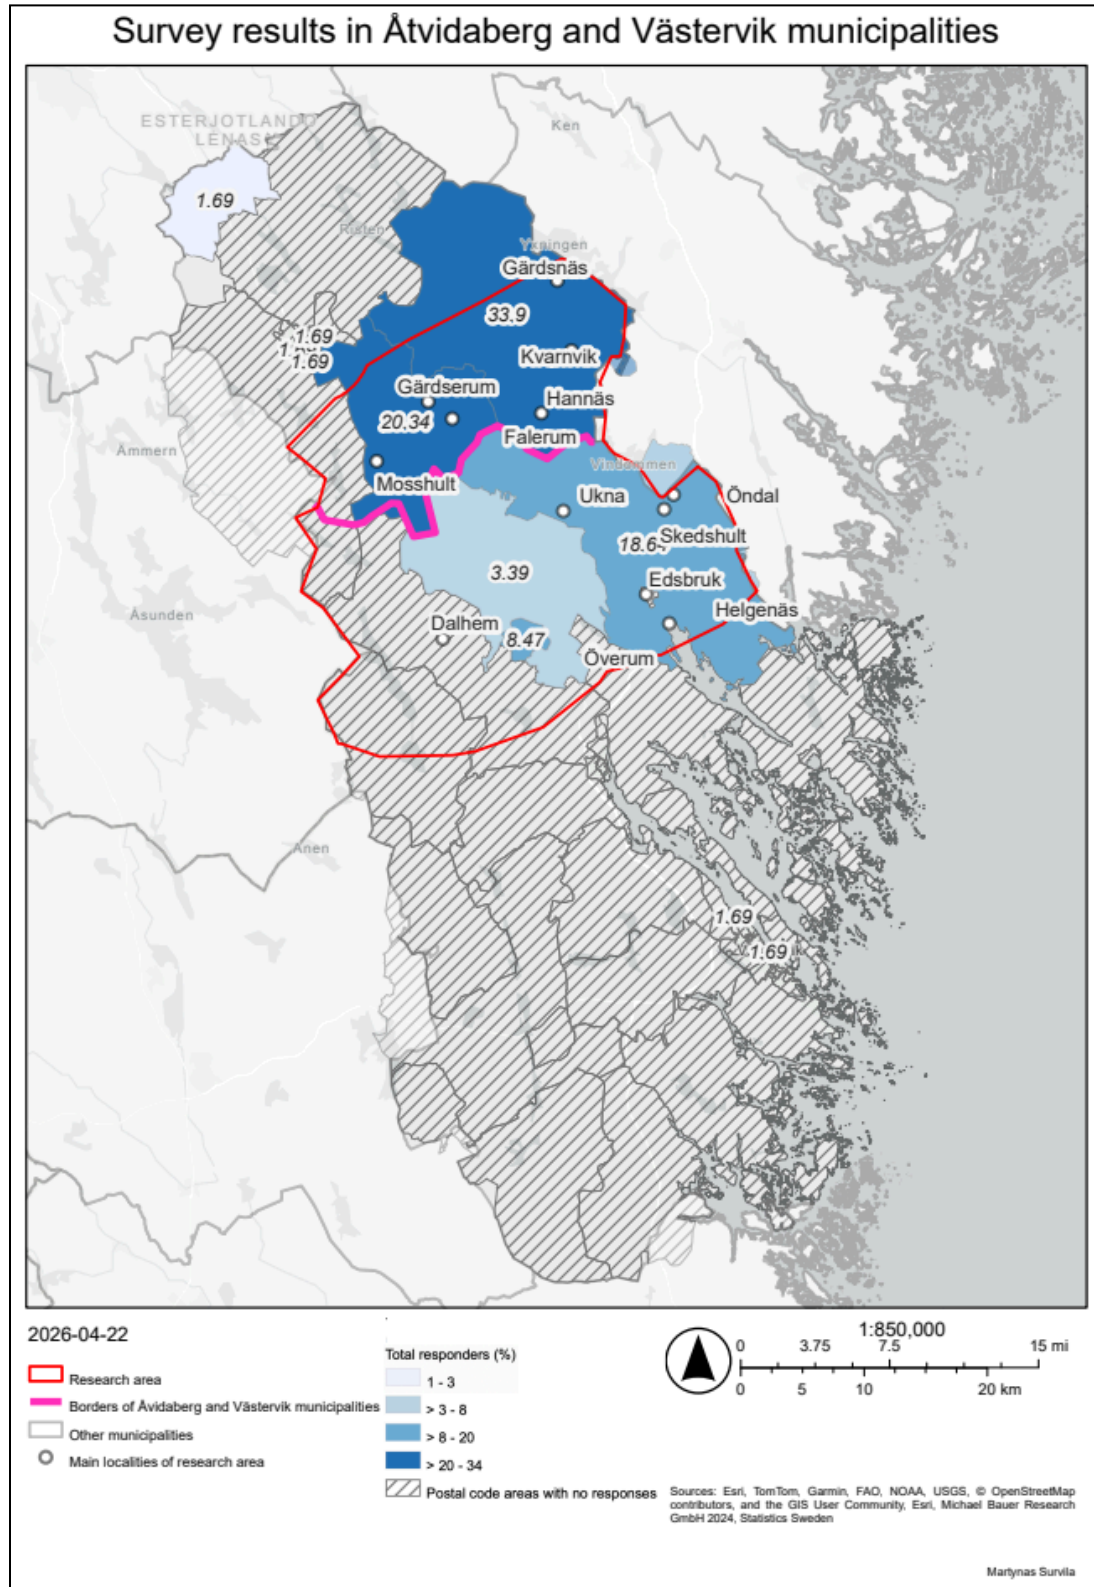 Survey results in Åtvidaberg and Västervik municipalities
ESTERJOTLANDO
LENAS
Ken
1.69
Risten
Yxningen
Gärdsnäs
33.9
1.69
1.69
Kvarnvik
Gärdserum
Hannäs
20.34
Falerum
Ämmern
Vindommen
Mosshult
Ukna
Öndal
Skedshult
18.64
3.39
Edsbruk
Åsunden
Helgenäs
Dalhem
8.47
Överum
Anen
1.69
1.69
2026-04-22
Research area
Borders of Åvidaberg and Västervik municipalities
Other municipalities
Main localities of research area
Total responders (%)
1 - 3
> 3 - 8
> 8 - 20
> 20 - 34
Postal code areas with no responses
1:850,000
0 3.75 7.5 15 mi
0 5 10 20 km
Sources: Esri, TomTom, Garmin, FAO, NOAA, USGS, © OpenStreetMap
contributors, and the GIS User Community, Esri, Michael Bauer Research
GmbH 2024, Statistics Sweden
Martynas Survila